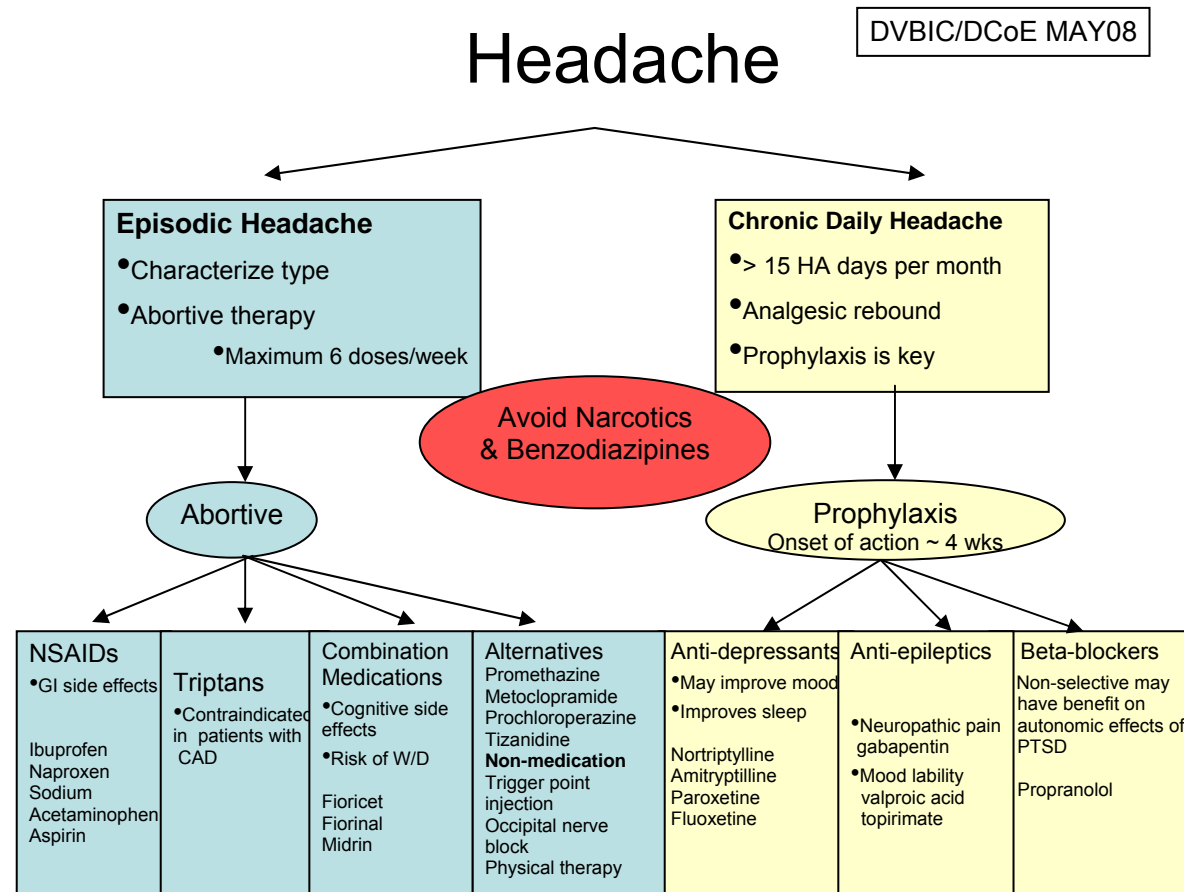 DVBIC/DCoE MAY08
Headache
Episodic Headache
•Characterize type
•Abortive therapy
•Maximum 6 doses/week
Chronic Daily Headache
•> 15 HA days per month
•Analgesic rebound
•Prophylaxis is key
Avoid Narcotics
& Benzodiazipines
Abortive
Prophylaxis
Onset of action ~ 4 wks
NSAIDs
•GI side effects
Ibuprofen
Naproxen
Sodium
Acetaminophen
Aspirin
Triptans
•Contraindicated
in patients with
CAD
Combination
Medications
•Cognitive side
effects
•Risk of W/D
Fioricet
Fiorinal
Midrin
Alternatives
Promethazine
Metoclopramide
Prochloroperazine
Tizanidine
Non-medication
Trigger point
injection
Occipital nerve
block
Physical therapy
Anti-depressants
•May improve mood
•Improves sleep
Nortriptylline
Amitryptilline
Paroxetine
Fluoxetine
Anti-epileptics
•Neuropathic pain
gabapentin
•Mood lability
valproic acid
topirimate
Beta-blockers
Non-selective may
have benefit on
autonomic effects of
PTSD
Propranolol